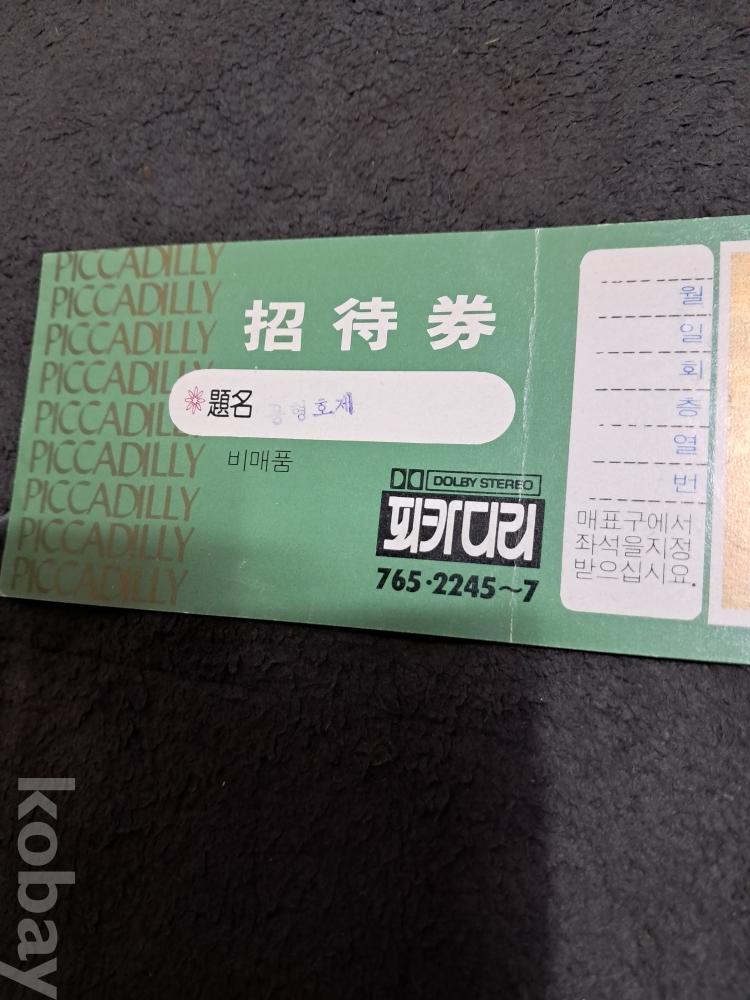 PICCADILLY
PICCADILLY
PICCADILLY
PICCADILLY
PICCADILLY
PICCADILLY
PICCADILLY
PICCADILLY
PICCADILLY
招待券
題名 공형호제
비매품
DOLBY STEREO
피카디리
765·2245~7
월
일
회
층
열
번
매표구에서
좌석을지정
받으십시요.
kobay